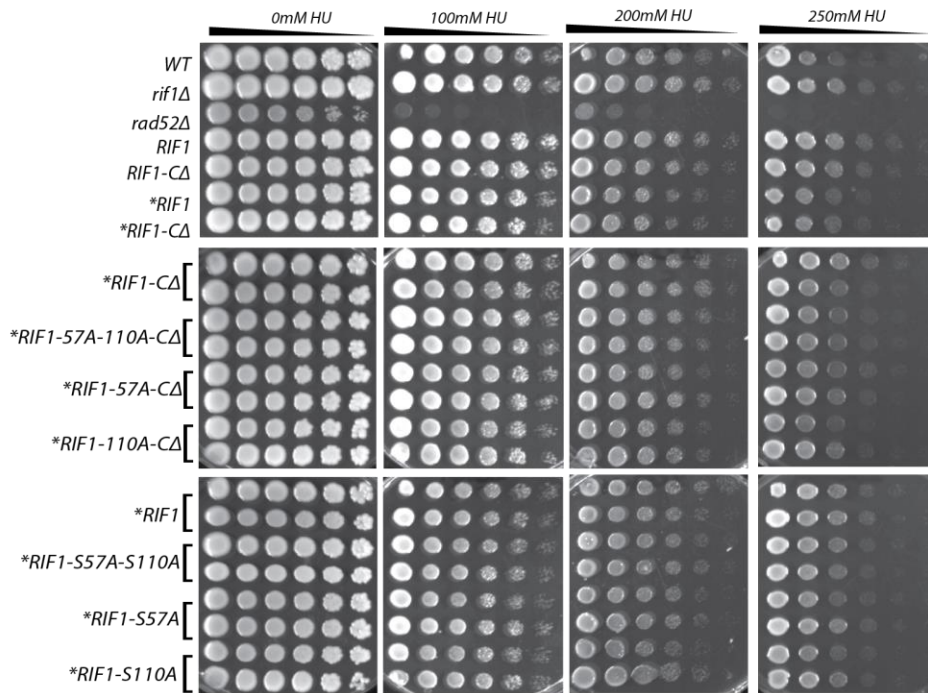 0mM HU 100mM HU 200mM HU 250mM HU
WT
rif1Δ
rad52Δ
RIF1
RIF1-CΔ
*RIF1
*RIF1-CΔ
*RIF1-CΔ
*RIF1-57A-110A-CΔ
*RIF1-57A-CΔ
*RIF1-110A-CΔ
*RIF1
*RIF1-S57A-S110A
*RIF1-S57A
*RIF1-S110A